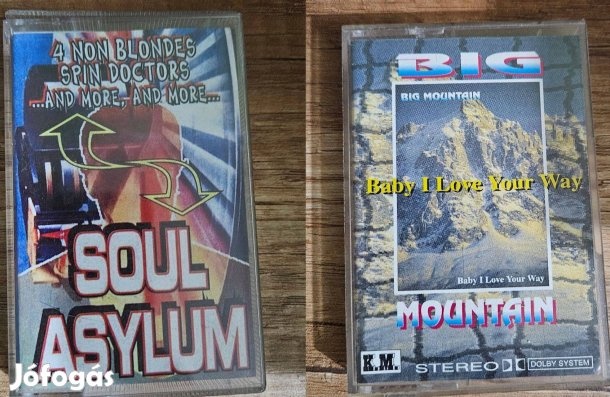 4 NON BLONDES
SPIN DOCTORS
...AND MORE, AND MORE...
SOUL
ASYLUM
Jófogás
BIG
BIG MOUNTAIN
Baby I Love Your Way
Baby I Love Your Way
MOUNTAIN
K.M.
STEREO
DOLBY SYSTEM